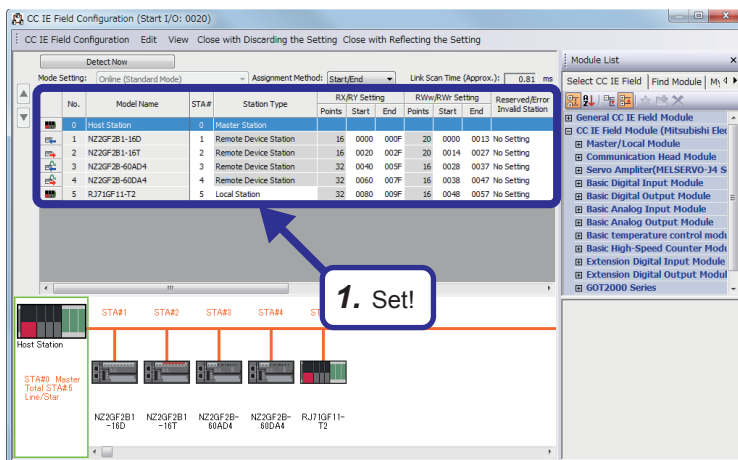 CC IE Field Configuration (Start I/O: 0020)
CC IE Field Configuration Edit View Close with Discarding the Setting Close with Reflecting the Setting
Detect Now
Mode Setting: Online (Standard Mode) Assignment Method: Start/End Link Scan Time (Approx.): 0.81 ms
No. Model Name STA# Station Type RX/RY Setting RWw/RWr Setting Reserved/Error Invalid Station
Points Start End Points Start End
0 Host Station 0 Master Station
1 NZ2GF2B1-16D 1 Remote Device Station 16 0000 000F 20 0000 0013 No Setting
2 NZ2GF2B1-16T 2 Remote Device Station 16 0020 002F 20 0014 0027 No Setting
3 NZ2GF2B-60AD4 3 Remote Device Station 32 0040 005F 16 0028 0037 No Setting
4 NZ2GF2B-60DA4 4 Remote Device Station 32 0060 007F 16 0038 0047 No Setting
5 RJ71GF11-T2 5 Local Station 32 0080 009F 16 0048 0057 No Setting
1. Set!
Module List
Select CC IE Field Find Module
General CC IE Field Module
CC IE Field Module (Mitsubishi Elec
Master/Local Module
Communication Head Module
Servo Ampliter(MELSERVO-J4 S
Basic Digital Input Module
Basic Digital Output Module
Basic Analog Input Module
Basic Analog Output Module
Basic temperature control modu
Basic High-Speed Counter Modu
Extension Digital Input Module
Extension Digital Output Modul
GOT2000 Series
Host Station
STA#0 Master
Total STA#5
Line/Star
STA#1 STA#2 STA#3 STA#4
NZ2GF2B1
-16D
NZ2GF2B1
-16T
NZ2GF2B-
60AD4
NZ2GF2B-
60DA4
RJ71GF11-
T2